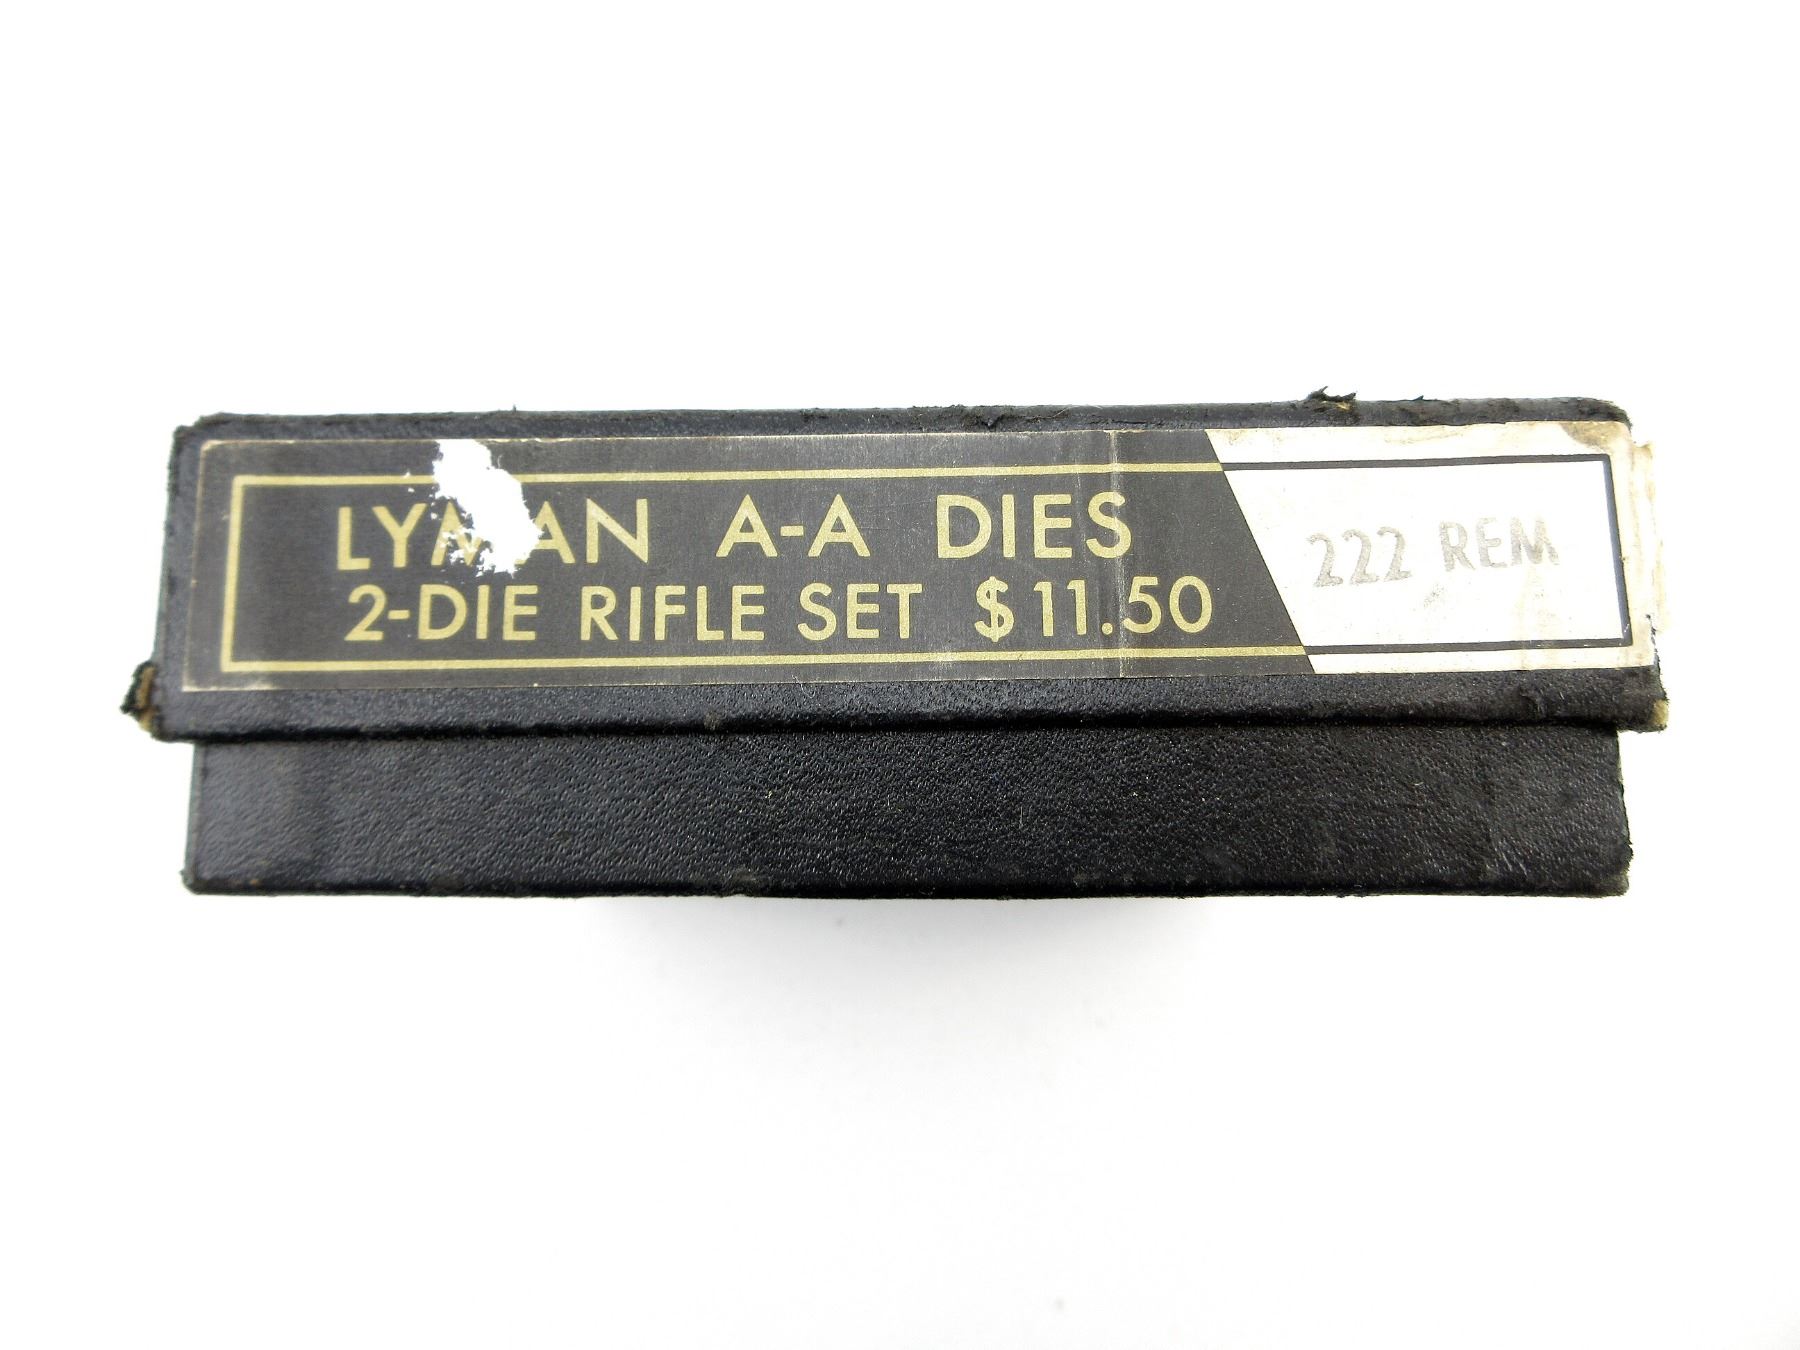 LYMAN A-A DIES
2-DIE RIFLE SET $11.50
222 REM